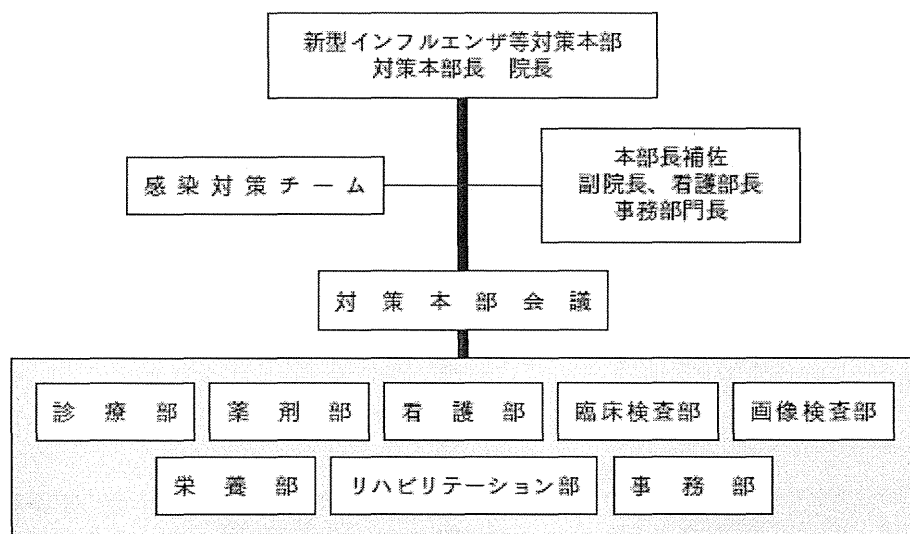 新型インフルエンザ等対策本部
対策本部長　院長
感染対策チーム
本部長補佐
副院長、看護部長
事務部門長
対策本部会議
診療部
薬剤部
看護部
臨床検査部
画像検査部
栄養部
リハビリテーション部
事務部